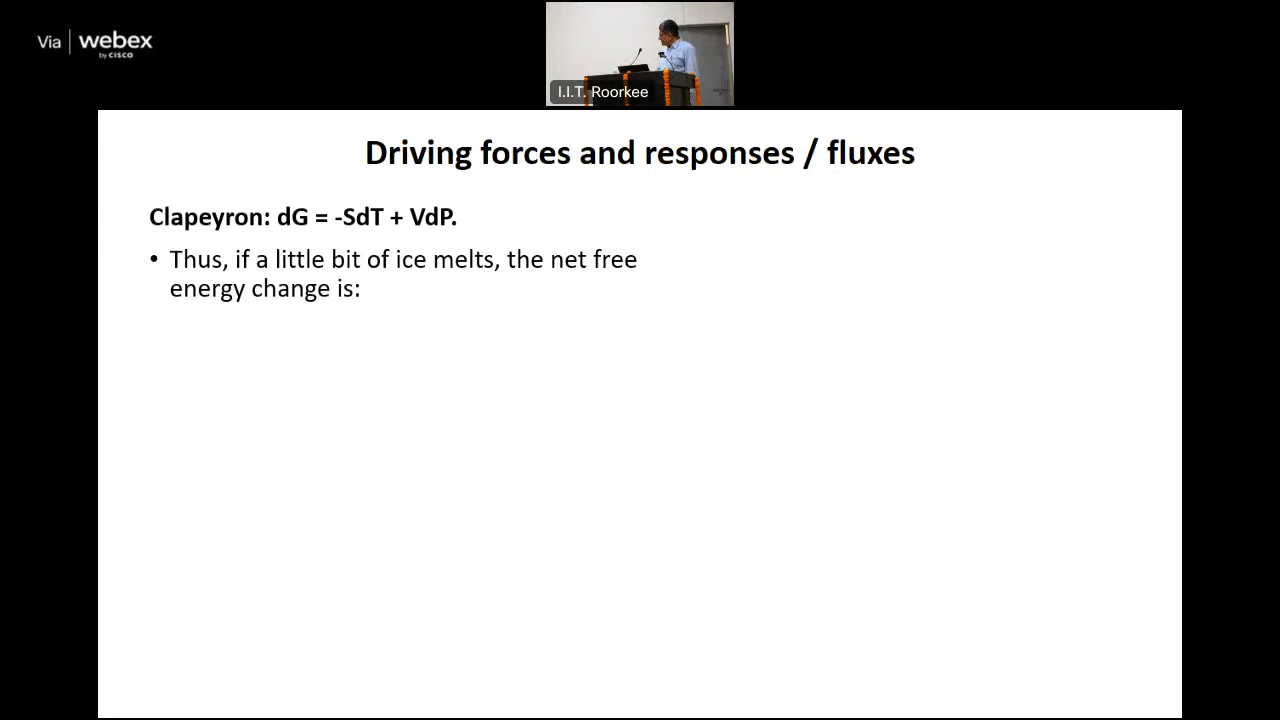 Via webex
by CISCO
I.I.T. Roorkee
Driving forces and responses / fluxes
Clapeyron: dG = -SdT + VdP.
• Thus, if a little bit of ice melts, the net free
energy change is: